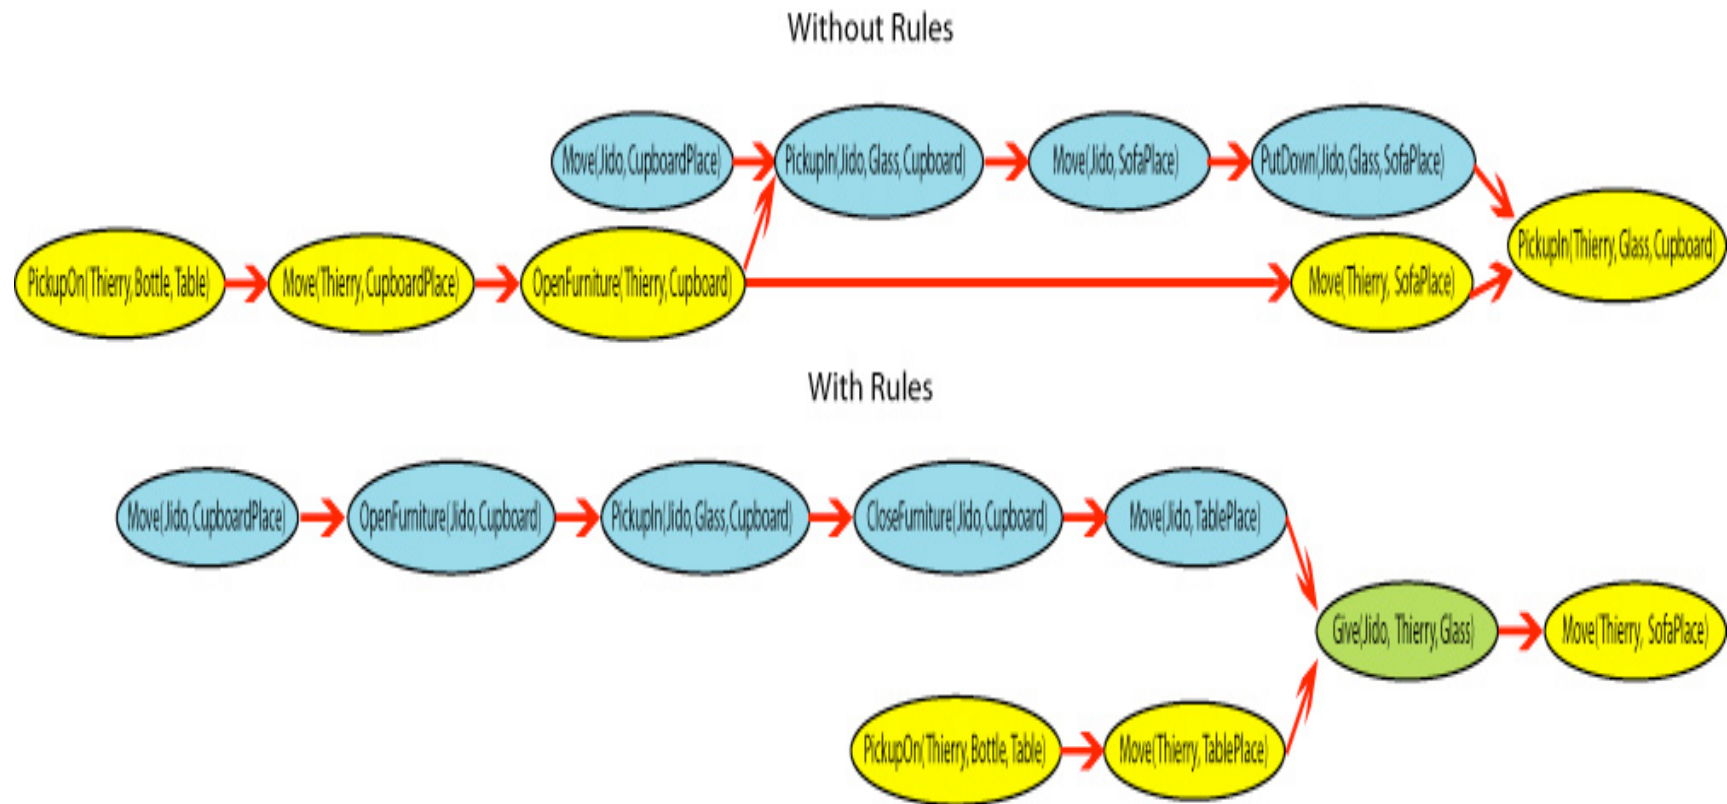 Without Rules
Move(Jido, CupboardPlace)
PickupIn(Jido, Glass, Cupboard)
Move(Jido, SofaPlace)
PutDown(Jido, Glass, SofaPlace)
PickupIn(Thierry, Glass, Cupboard)
PickupOn(Thierry, Bottle, Table)
Move(Thierry, CupboardPlace)
OpenFurniture(Thierry, Cupboard)
Move(Thierry, SofaPlace)
With Rules
Move(Jido, CupboardPlace)
OpenFurniture(Jido, Cupboard)
PickupIn(Jido, Glass, Cupboard)
CloseFurniture(Jido, Cupboard)
Move(Jido, TablePlace)
Give(Jido, Thierry, Glass)
Move(Thierry, SofaPlace)
PickupOn(Thierry, Bottle, Table)
Move(Thierry, TablePlace)